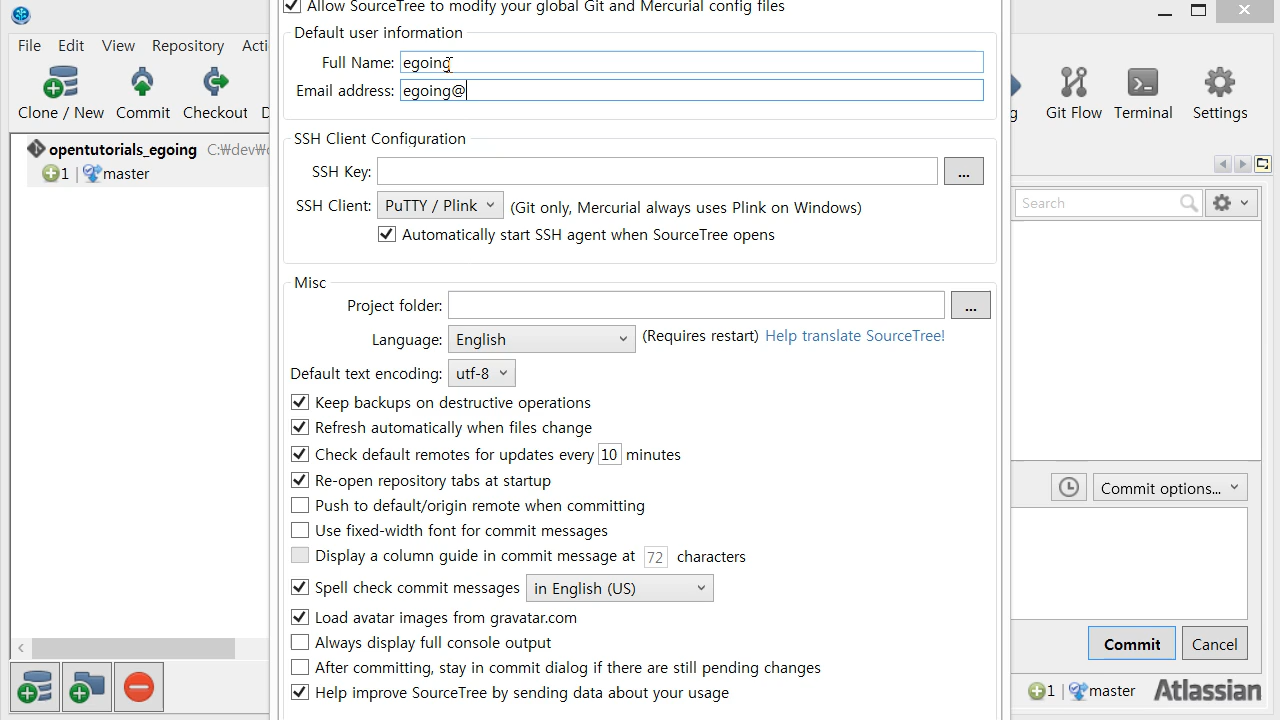 Allow SourceTree to modify your global Git and Mercurial config files
File Edit View Repository Acti
Default user information
Full Name: egoing
Email address: egoing@
Clone / New Commit Checkout D
g Git Flow Terminal Settings
SSH Client Configuration
opentutorials_egoing C:₩dev₩o
1 | master
SSH Key: ...
SSH Client: PuTTY / Plink (Git only, Mercurial always uses Plink on Windows)
Search
Automatically start SSH agent when SourceTree opens
Misc
Project folder: ...
Language: English (Requires restart) Help translate SourceTree!
Default text encoding: utf-8
Keep backups on destructive operations
Refresh automatically when files change
Check default remotes for updates every 10 minutes
Re-open repository tabs at startup
Commit options...
Push to default/origin remote when committing
Use fixed-width font for commit messages
Display a column guide in commit message at 72 characters
Spell check commit messages in English (US)
Load avatar images from gravatar.com
Always display full console output
Commit Cancel
After committing, stay in commit dialog if there are still pending changes
Help improve SourceTree by sending data about your usage
1 | master Atlassian